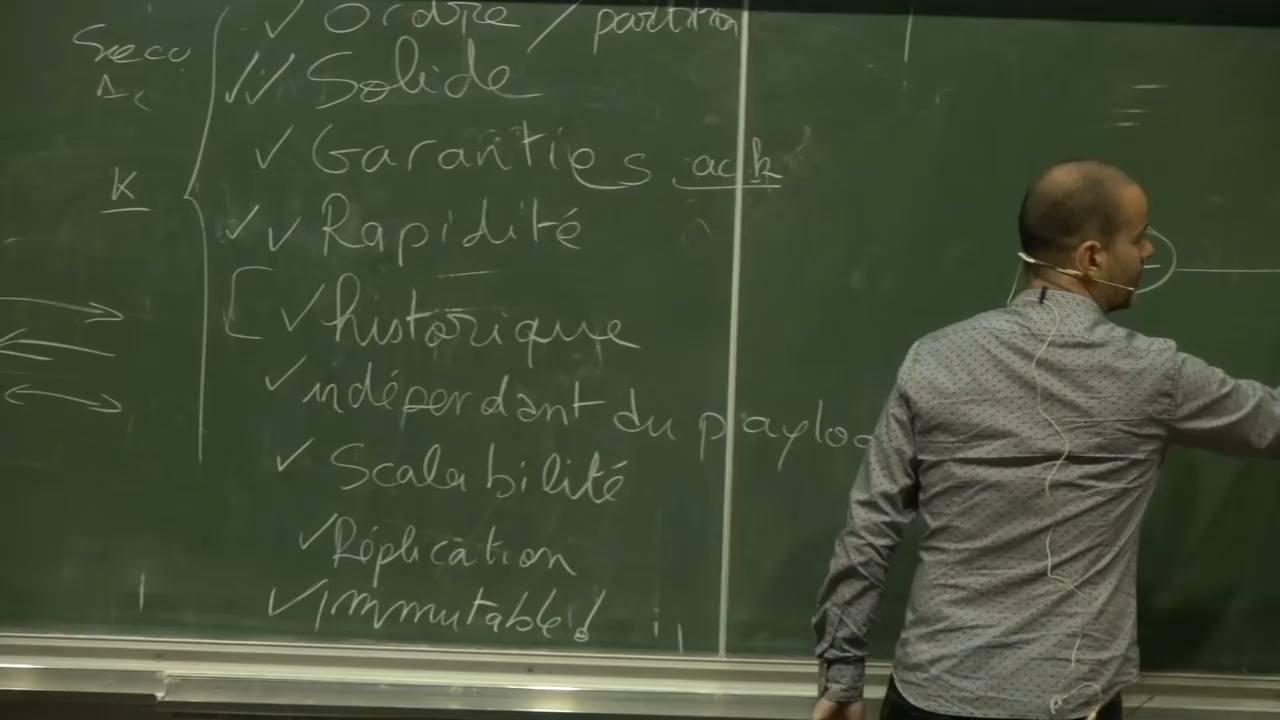 ✓ Ordre / partition
Secu
✓✓ Solide
✓ Garanties ack
K
✓✓ Rapidité
[ ✓ historique
✓ indépendant du payloa
✓ Scalabilité
✓ Réplication
✓ immutable!